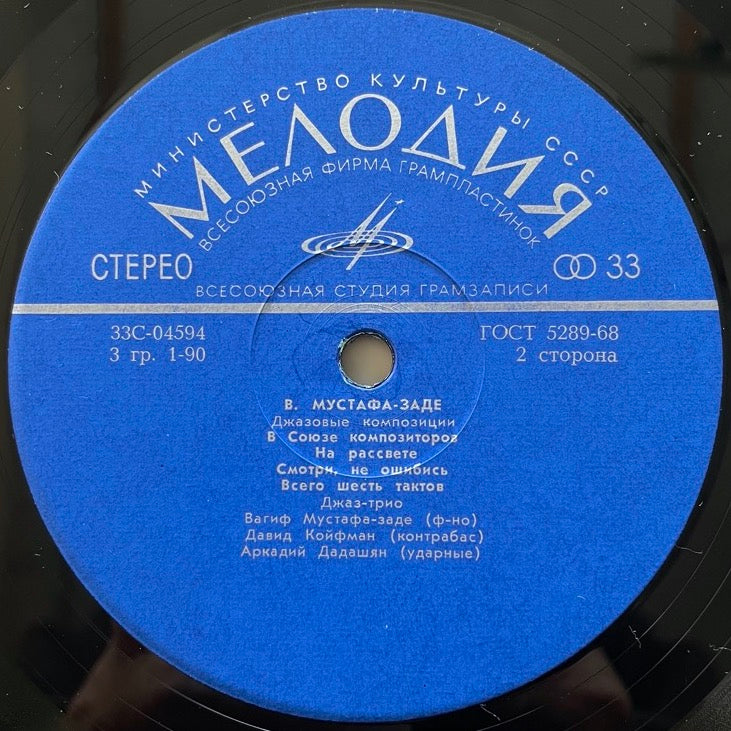 МИНИСТЕРСТВО КУЛЬТУРЫ СССР
МЕЛОДИЯ
ВСЕСОЮЗНАЯ ФИРМА ГРАМПЛАСТИНОК
СТЕРЕО
33
ВСЕСОЮЗНАЯ СТУДИЯ ГРАМЗАПИСИ
33С-04594
ГОСТ 5289-68
3 гр. 1-90
2 сторона
В. МУСТАФА-ЗАДЕ
Джазовые композиции
В Союзе композиторов
На рассвете
Смотри, не ошибись
Всего шесть тактов
Джаз-трио
Вагиф Мустафа-заде (ф-но)
Давид Койфман (контрабас)
Аркадий Дадашян (ударные)